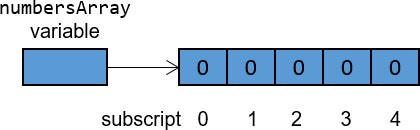 numbersArray
variable
0 0 0 0 0
subscript 0 1 2 3 4